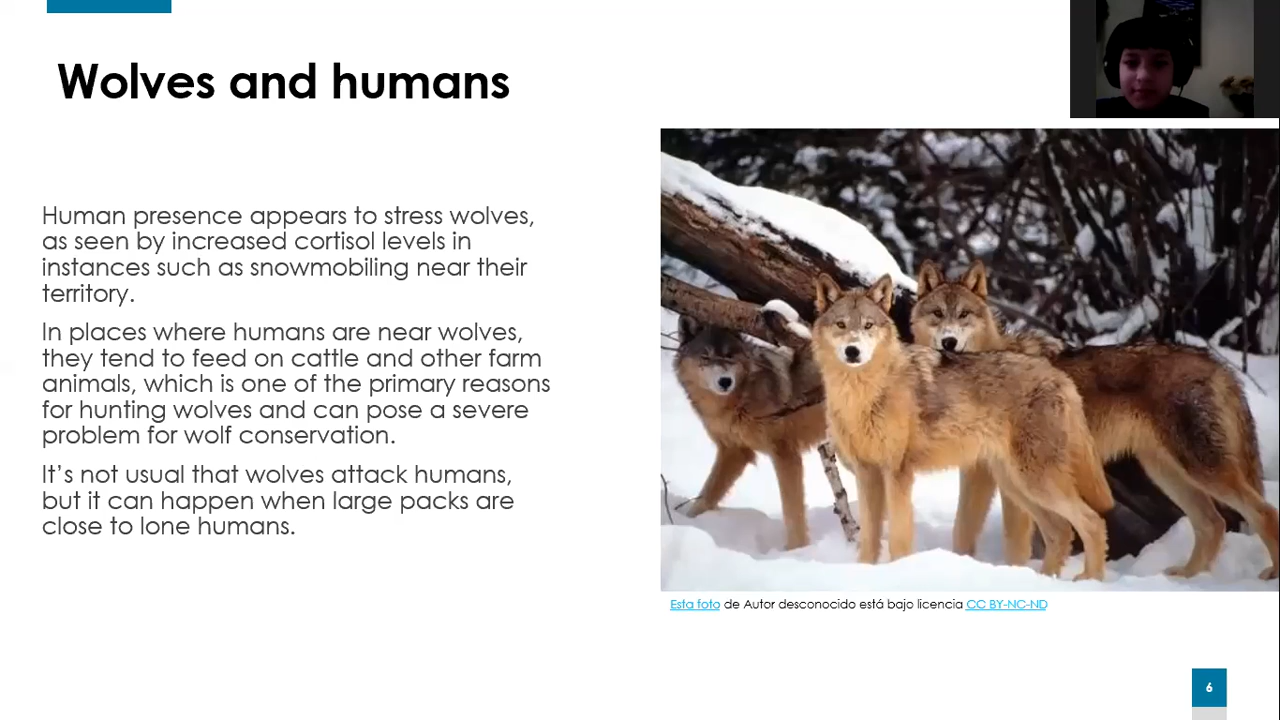 Wolves and humans
Human presence appears to stress wolves,
as seen by increased cortisol levels in
instances such as snowmobiling near their
territory.
In places where humans are near wolves,
they tend to feed on cattle and other farm
animals, which is one of the primary reasons
for hunting wolves and can pose a severe
problem for wolf conservation.
It’s not usual that wolves attack humans,
but it can happen when large packs are
close to lone humans.
Esta foto de Autor desconocido está bajo licencia CC BY-NC-ND
6